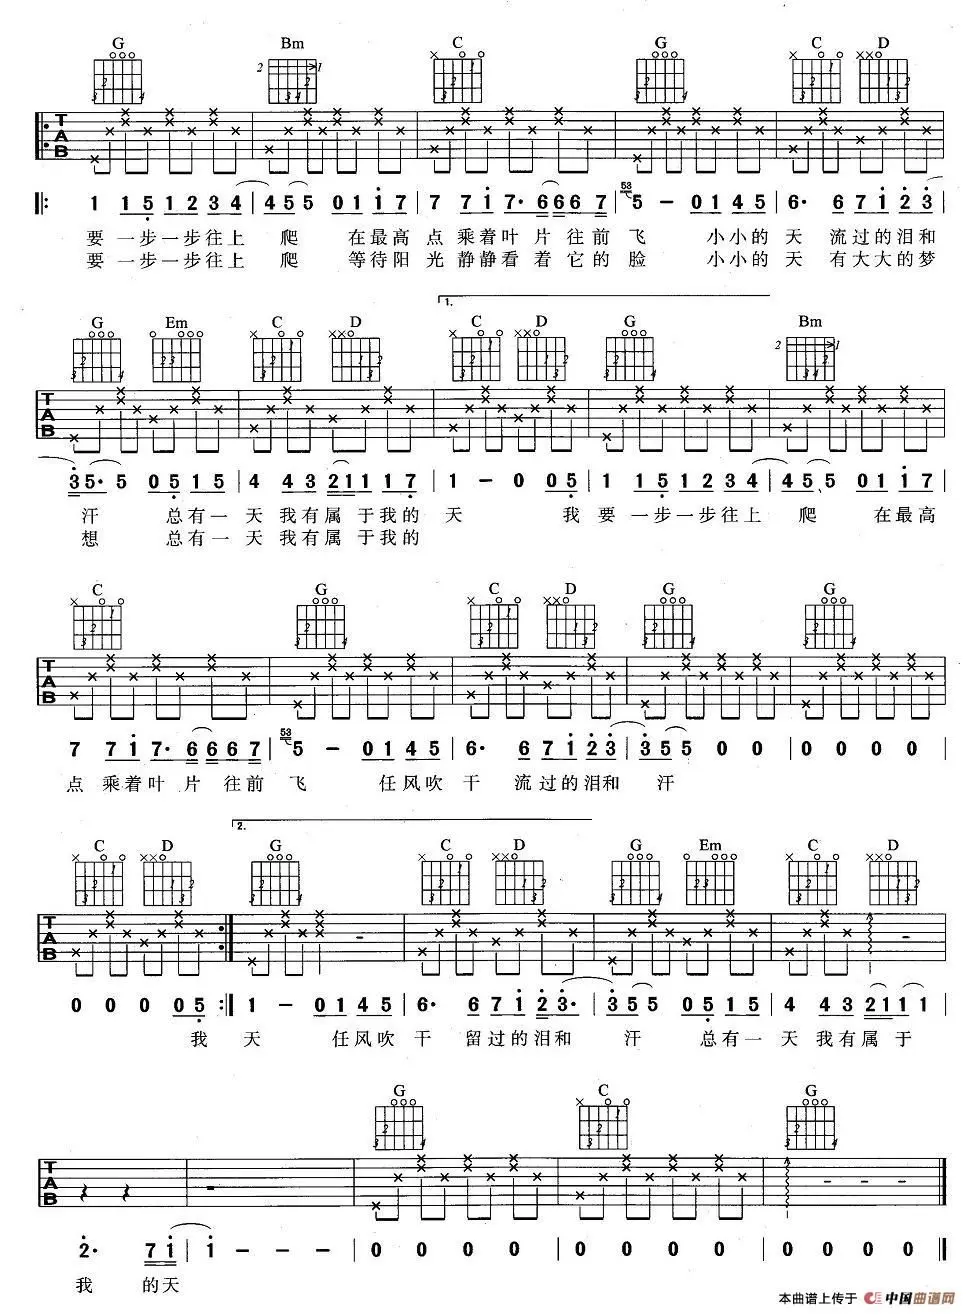 G Bm C G C D
T A B
1 1 5 1 2 3 4 | 4 5 5 0 1 1 7 | 7 7 1 7· 6 6 6 7 | 5 - 0 1 4 5 | 6· 6 7 1 2 3
要 一步一步往上 爬 在最高 点 乘着叶 片 往前 飞 小小的 天 流过的泪和
要 一步一步往上 爬 等待阳 光 静静看 着 它的 脸 小小的 天 有大大的梦
1.
G Em C D C D G Bm
T A B
3 5· 5 0 5 1 5 | 4 4 3 2 1 1 1 7 | 1 - 0 0 5 | 1 1 5 1 2 3 4 | 4 5 5 0 1 1 7
汗 总有一 天我有属于我的 天 我 要 一步一步往上 爬 在最高
想 总有一 天我有属于我的
C G C D G G
T A B
7 7 1 7· 6 6 6 7 | 5 - 0 1 4 5 | 6· 6 7 1 2 3 | 3 5 5 0 0 | 0 0 0 0
点 乘着叶 片 往前 飞 任风吹 干 流过的泪和 汗
2.
C D G C D G Em C D
T A B
0 0 0 0 5 :| 1 - 0 1 4 5 | 6· 6 7 1 2 3· | 3 5 5 0 5 1 5 | 4 4 3 2 1 1 1
我 天 任风吹 干 留过的泪和 汗 总有一 天我有属于
G C G
T A B
2· 7 1 | 1 - - - | 0 0 0 0 | 0 0 0 0 | 0 0 0 0
我 的天
本曲谱上传于 中国曲谱网